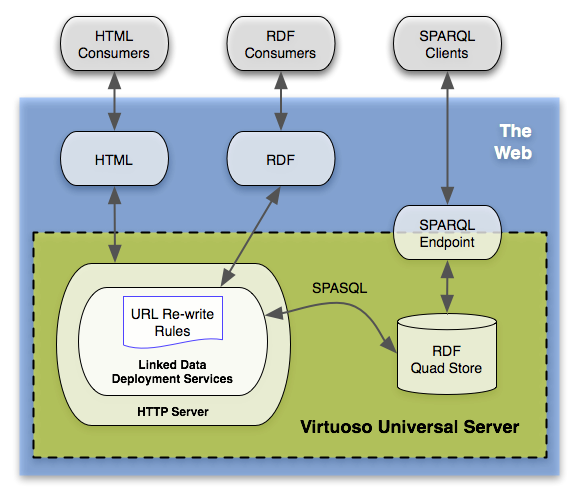 HTML
Consumers
RDF
Consumers
SPARQL
Clients
The
Web
HTML
RDF
SPARQL
Endpoint
SPASQL
URL Re-write
Rules
Linked Data
Deployment Services
HTTP Server
RDF
Quad Store
Virtuoso Universal Server